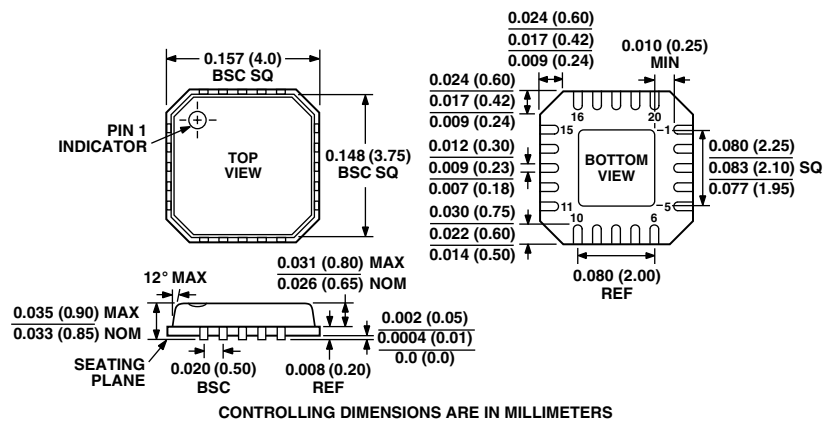 0.157 (4.0)
BSC SQ
PIN 1
INDICATOR
TOP
VIEW
0.148 (3.75)
BSC SQ
0.024 (0.60)
0.017 (0.42)
0.009 (0.24)
0.010 (0.25)
MIN
0.024 (0.60)
0.017 (0.42)
0.009 (0.24)
0.012 (0.30)
0.009 (0.23)
0.007 (0.18)
0.030 (0.75)
0.022 (0.60)
0.014 (0.50)
16
20
15
1
BOTTOM
VIEW
11
5
10
6
0.080 (2.25)
0.083 (2.10) SQ
0.077 (1.95)
0.080 (2.00)
REF
12° MAX
0.031 (0.80) MAX
0.026 (0.65) NOM
0.035 (0.90) MAX
0.033 (0.85) NOM
SEATING
PLANE
0.020 (0.50)
BSC
0.008 (0.20)
REF
0.002 (0.05)
0.0004 (0.01)
0.0 (0.0)
CONTROLLING DIMENSIONS ARE IN MILLIMETERS